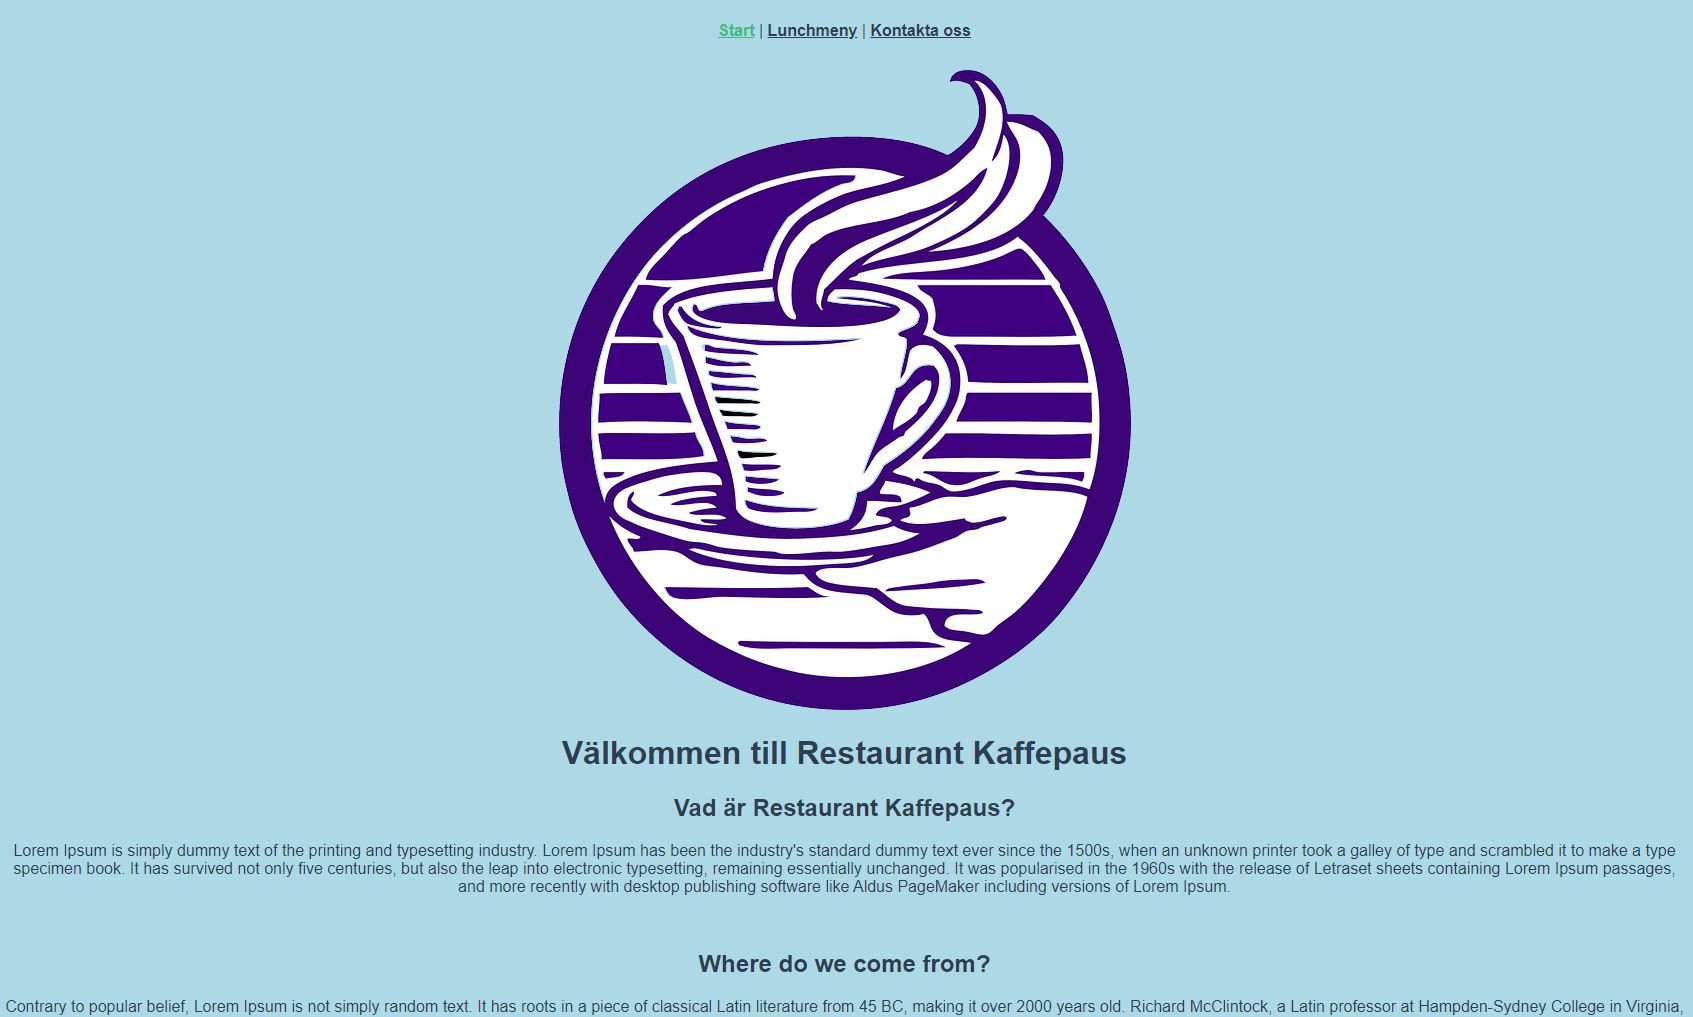 Start | Lunchmeny | Kontakta oss
Välkommen till Restaurant Kaffepaus
Vad är Restaurant Kaffepaus?
Lorem Ipsum is simply dummy text of the printing and typesetting industry. Lorem Ipsum has been the industry's standard dummy text ever since the 1500s, when an unknown printer took a galley of type and scrambled it to make a type
specimen book. It has survived not only five centuries, but also the leap into electronic typesetting, remaining essentially unchanged. It was popularised in the 1960s with the release of Letraset sheets containing Lorem Ipsum passages,
and more recently with desktop publishing software like Aldus PageMaker including versions of Lorem Ipsum.
Where do we come from?
Contrary to popular belief, Lorem Ipsum is not simply random text. It has roots in a piece of classical Latin literature from 45 BC, making it over 2000 years old. Richard McClintock, a Latin professor at Hampden-Sydney College in Virginia,